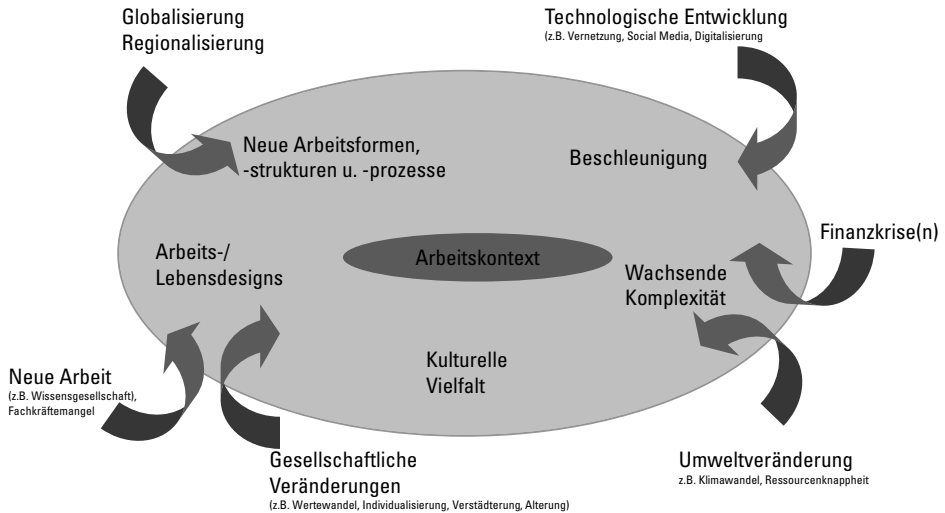 Globalisierung
Regionalisierung
Technologische Entwicklung
(z.B. Vernetzung, Social Media, Digitalisierung
Neue Arbeitsformen,
-strukturen u. -prozesse
Beschleunigung
Finanzkrise(n)
Arbeits-/
Lebensdesigns
Arbeitskontext
Wachsende
Komplexität
Kulturelle
Vielfalt
Neue Arbeit
(z.B. Wissensgesellschaft),
Fachkräftemangel
Gesellschaftliche
Veränderungen
(z.B. Wertewandel, Individualisierung, Verstädterung, Alterung)
Umweltveränderung
z.B. Klimawandel, Ressourcenknappheit